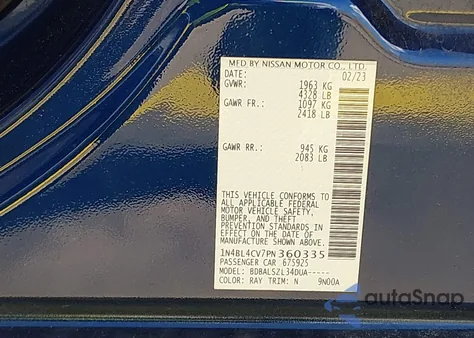 MFD BY NISSAN MOTOR CO., LTD.
DATE: 02/23
GVWR: 1963 KG
4328 LB
GAWR FR.: 1097 KG
2418 LB
GAWR RR.: 945 KG
2083 LB
THIS VEHICLE CONFORMS TO
ALL APPLICABLE FEDERAL
MOTOR VEHICLE SAFETY,
BUMPER, AND THEFT
PREVENTION STANDARDS IN
EFFECT ON THE DATE OF
MANUFACTURE SHOWN ABOVE.
1N4BL4CV7PN360335
PASSENGER CAR 675925
MODEL: BDBALSZL34DUA-----
COLOR: RAY TRIM: N 9N00A
autoSnap